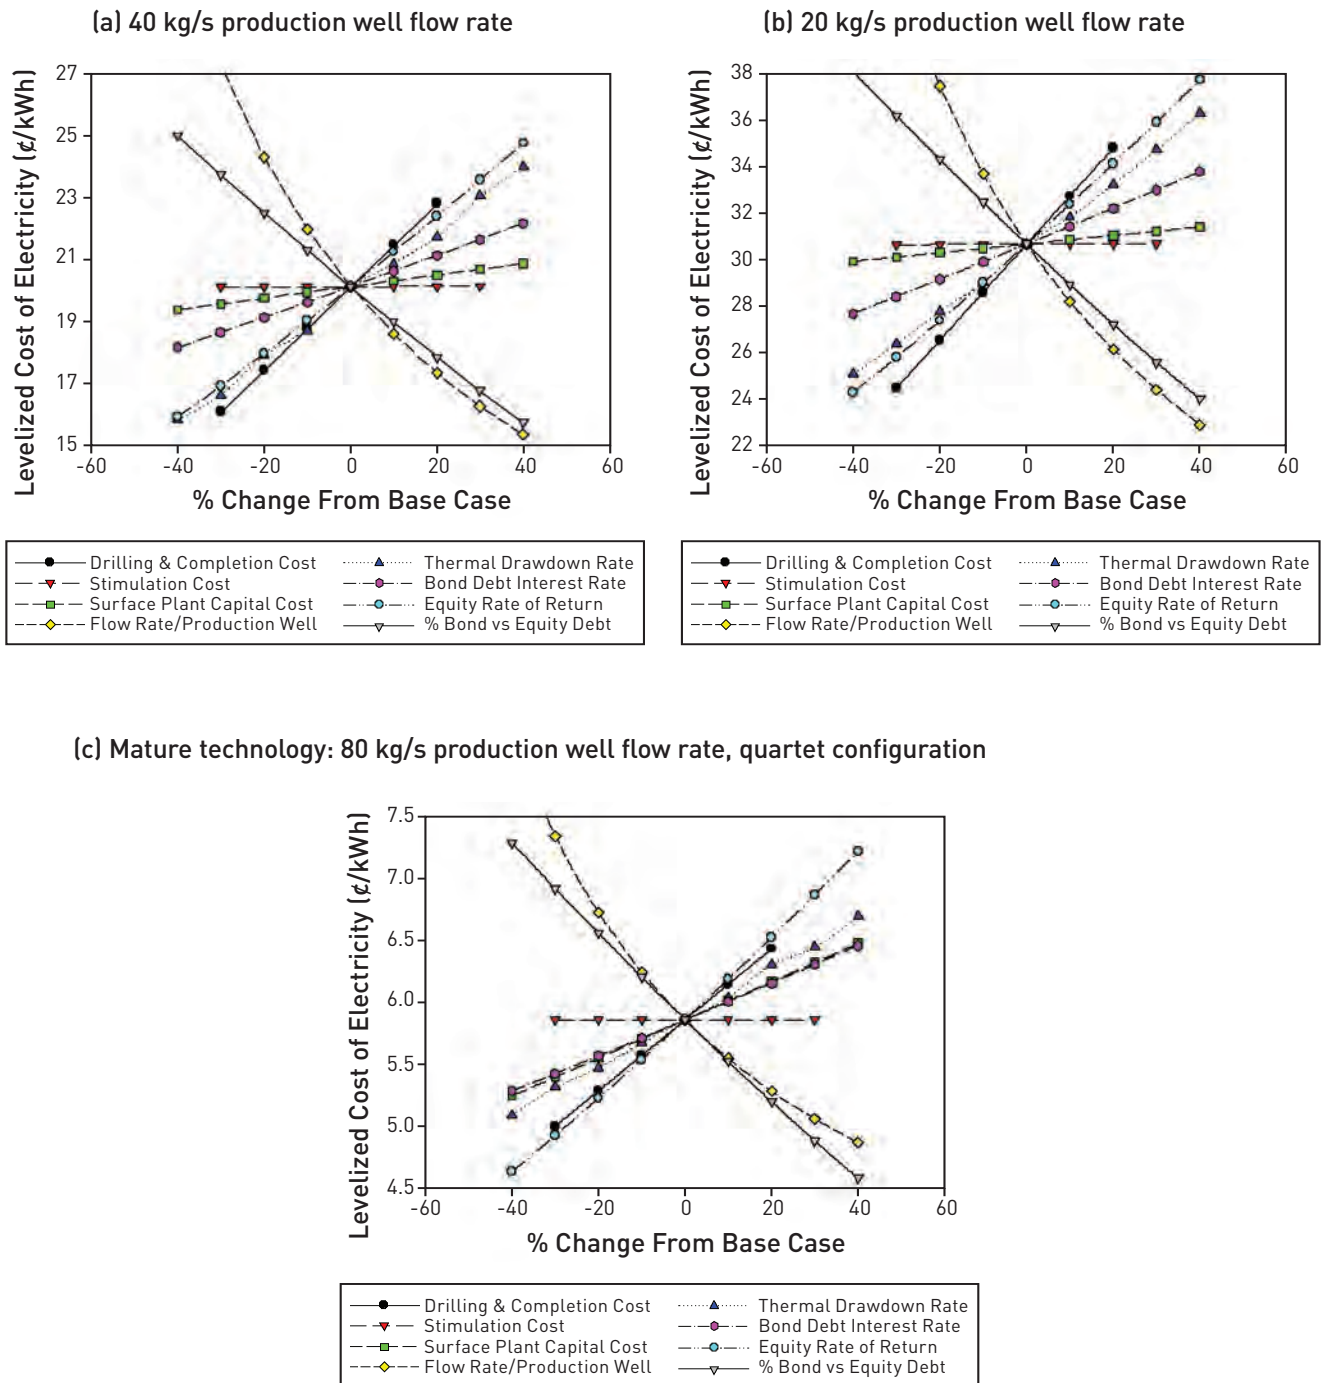 (a) 40 kg/s production well flow rate
Levelized Cost of Electricity (¢/kWh)
27
25
23
21
19
17
15
-60
-40
-20
0
20
40
60
% Change From Base Case
Drilling & Completion Cost
Stimulation Cost
Surface Plant Capital Cost
Flow Rate/Production Well
Thermal Drawdown Rate
Bond Debt Interest Rate
Equity Rate of Return
% Bond vs Equity Debt
(b) 20 kg/s production well flow rate
Levelized Cost of Electricity (¢/kWh)
38
36
34
32
30
28
26
24
22
-60
-40
-20
0
20
40
60
% Change From Base Case
Drilling & Completion Cost
Stimulation Cost
Surface Plant Capital Cost
Flow Rate/Production Well
Thermal Drawdown Rate
Bond Debt Interest Rate
Equity Rate of Return
% Bond vs Equity Debt
(c) Mature technology: 80 kg/s production well flow rate, quartet configuration
Levelized Cost of Electricity (¢/kWh)
7.5
7.0
6.5
6.0
5.5
5.0
4.5
-60
-40
-20
0
20
40
60
% Change From Base Case
Drilling & Completion Cost
Stimulation Cost
Surface Plant Capital Cost
Flow Rate/Production Well
Thermal Drawdown Rate
Bond Debt Interest Rate
Equity Rate of Return
% Bond vs Equity Debt